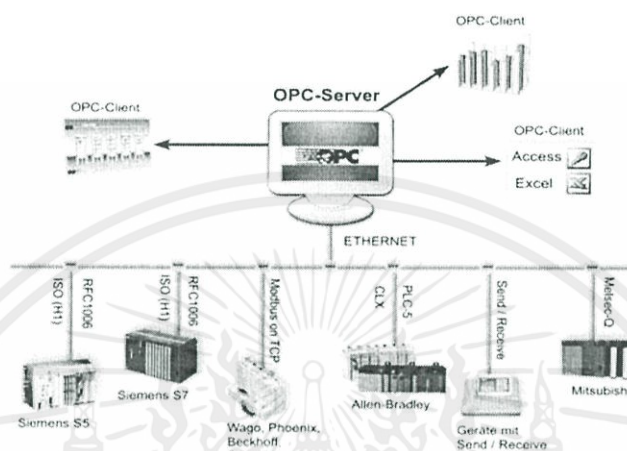 OPC-Client
OPC-Server
OPC-Client
OPC
OPC-Client
Access
Excel
ETHERNET
RFC1006
ISO (H1)
RFC1006
ISO (H1)
Modbus on TCP
PLC-5
CLX
Send / Receive
Melsec-Q
Siemens S5
Siemens S7
Wago, Phoenix,
Beckhoff,
Allen-Bradley
Geräte mit
Send / Receive
Mitsubish